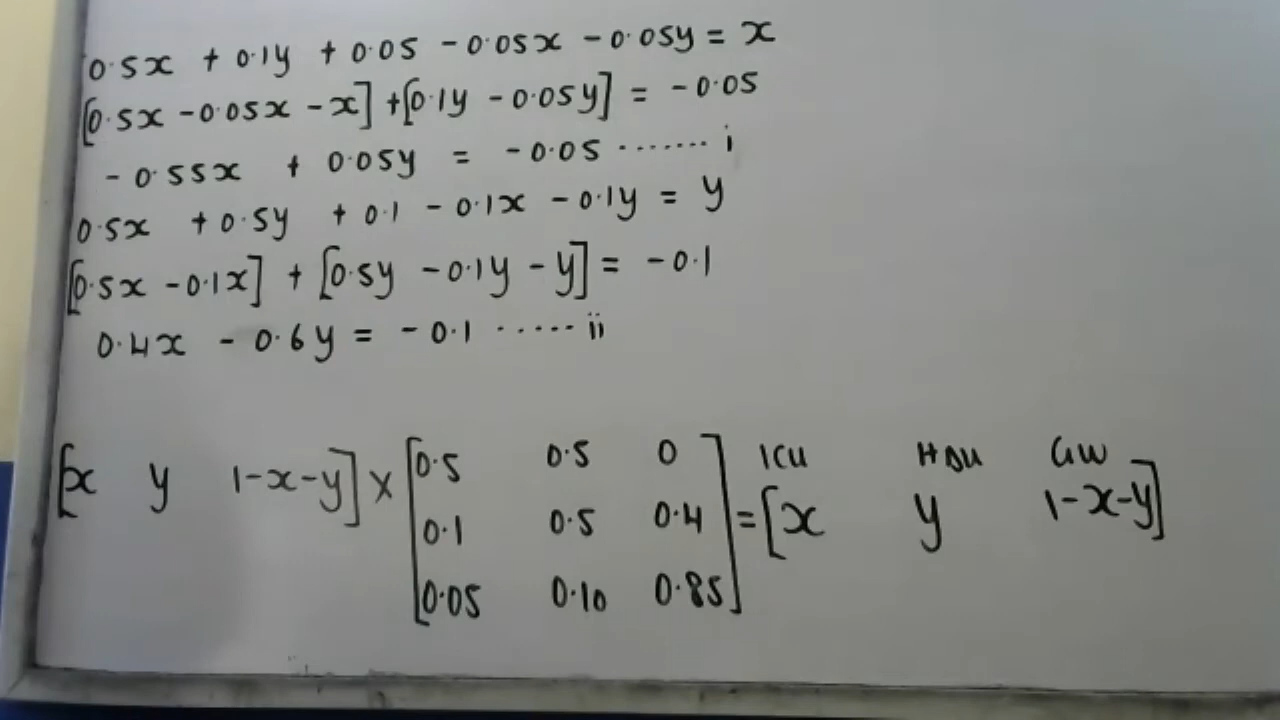 0.5x + 0.1y + 0.05 - 0.05x - 0.05y = x
[0.5x - 0.05x - x] + [0.1y - 0.05y] = -0.05
-0.55x + 0.05y = -0.05 ....... i
0.5x + 0.5y + 0.1 - 0.1x - 0.1y = y
[0.5x - 0.1x] + [0.5y - 0.1y - y] = -0.1
0.4x - 0.6y = -0.1 ..... ii
ICU HDU GW
[x y 1-x-y] × [0.5 0.5 0
0.1 0.5 0.4
0.05 0.10 0.85] = [x y 1-x-y]